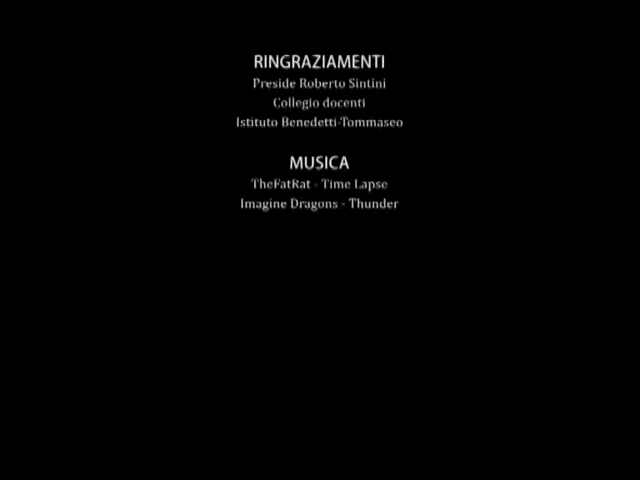 RINGRAZIAMENTI
Preside Roberto Sintini
Collegio docenti
Istituto Benedetti-Tommaseo
MUSICA
TheFatRat - Time Lapse
Imagine Dragons - Thunder